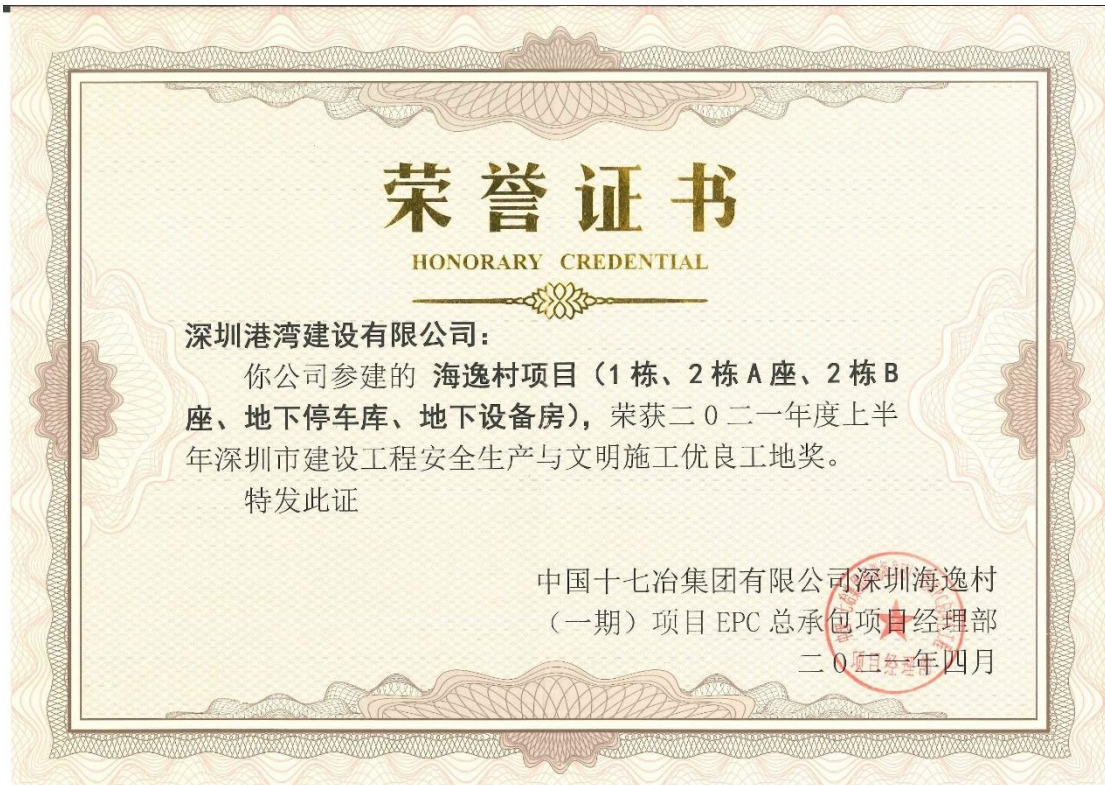 荣誉证书
HONORARY CREDENTIAL
深圳港湾建设有限公司：
你公司参建的 海逸村项目（1栋、2栋A座、2栋B
座、地下停车库、地下设备房），荣获二０二一年度上半
年深圳市建设工程安全生产与文明施工优良工地奖。
特发此证
中国十七冶集团有限公司深圳海逸村
（一期）项目 EPC 总承包项目经理部
二０二一年四月
项目经理部